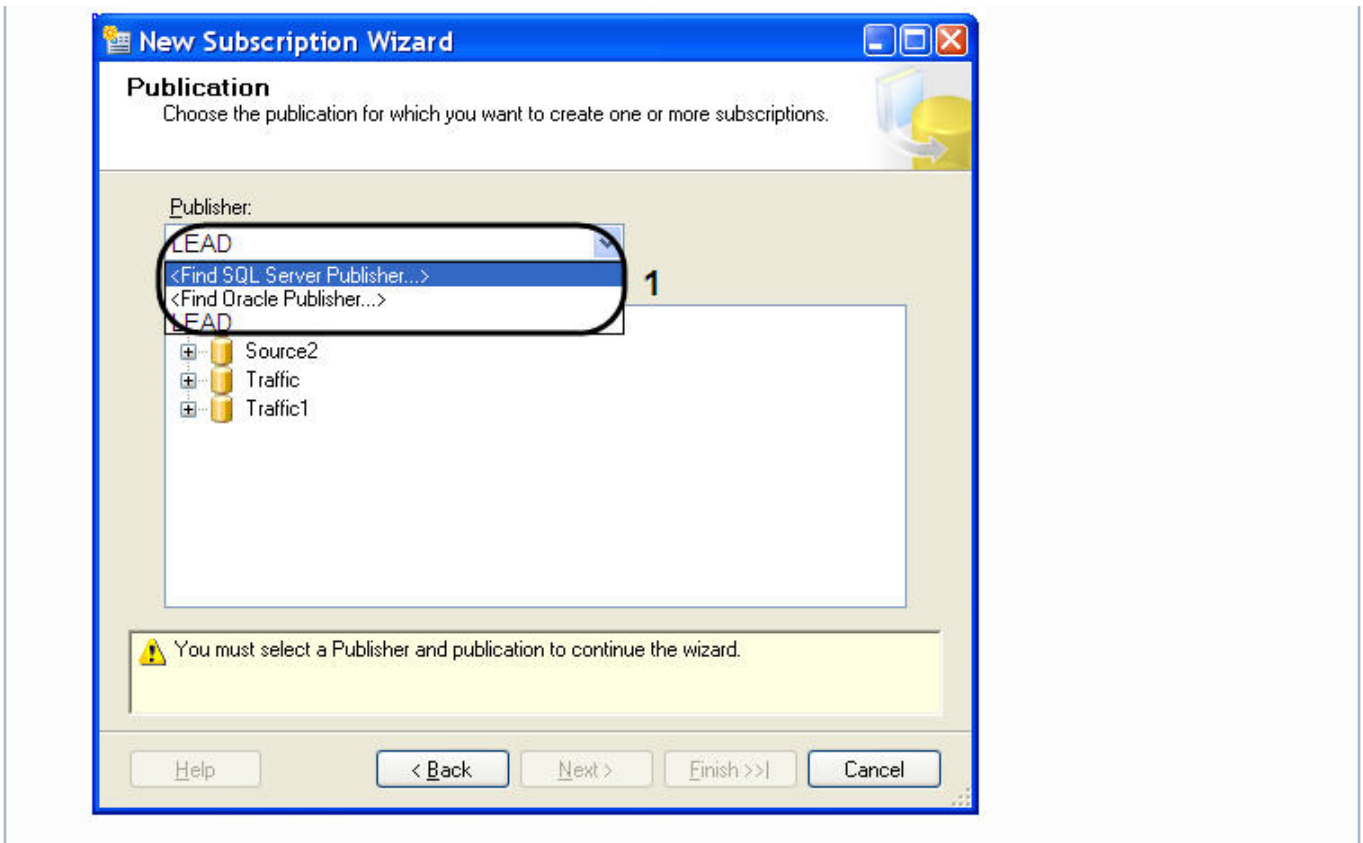 New Subscription Wizard
Publication
Choose the publication for which you want to create one or more subscriptions.
Publisher:
LEAD
<Find SQL Server Publisher...>
<Find Oracle Publisher...>
LEAD
1
Source2
Traffic
Traffic1
You must select a Publisher and publication to continue the wizard.
Help
< Back
Next >
Finish >>|
Cancel